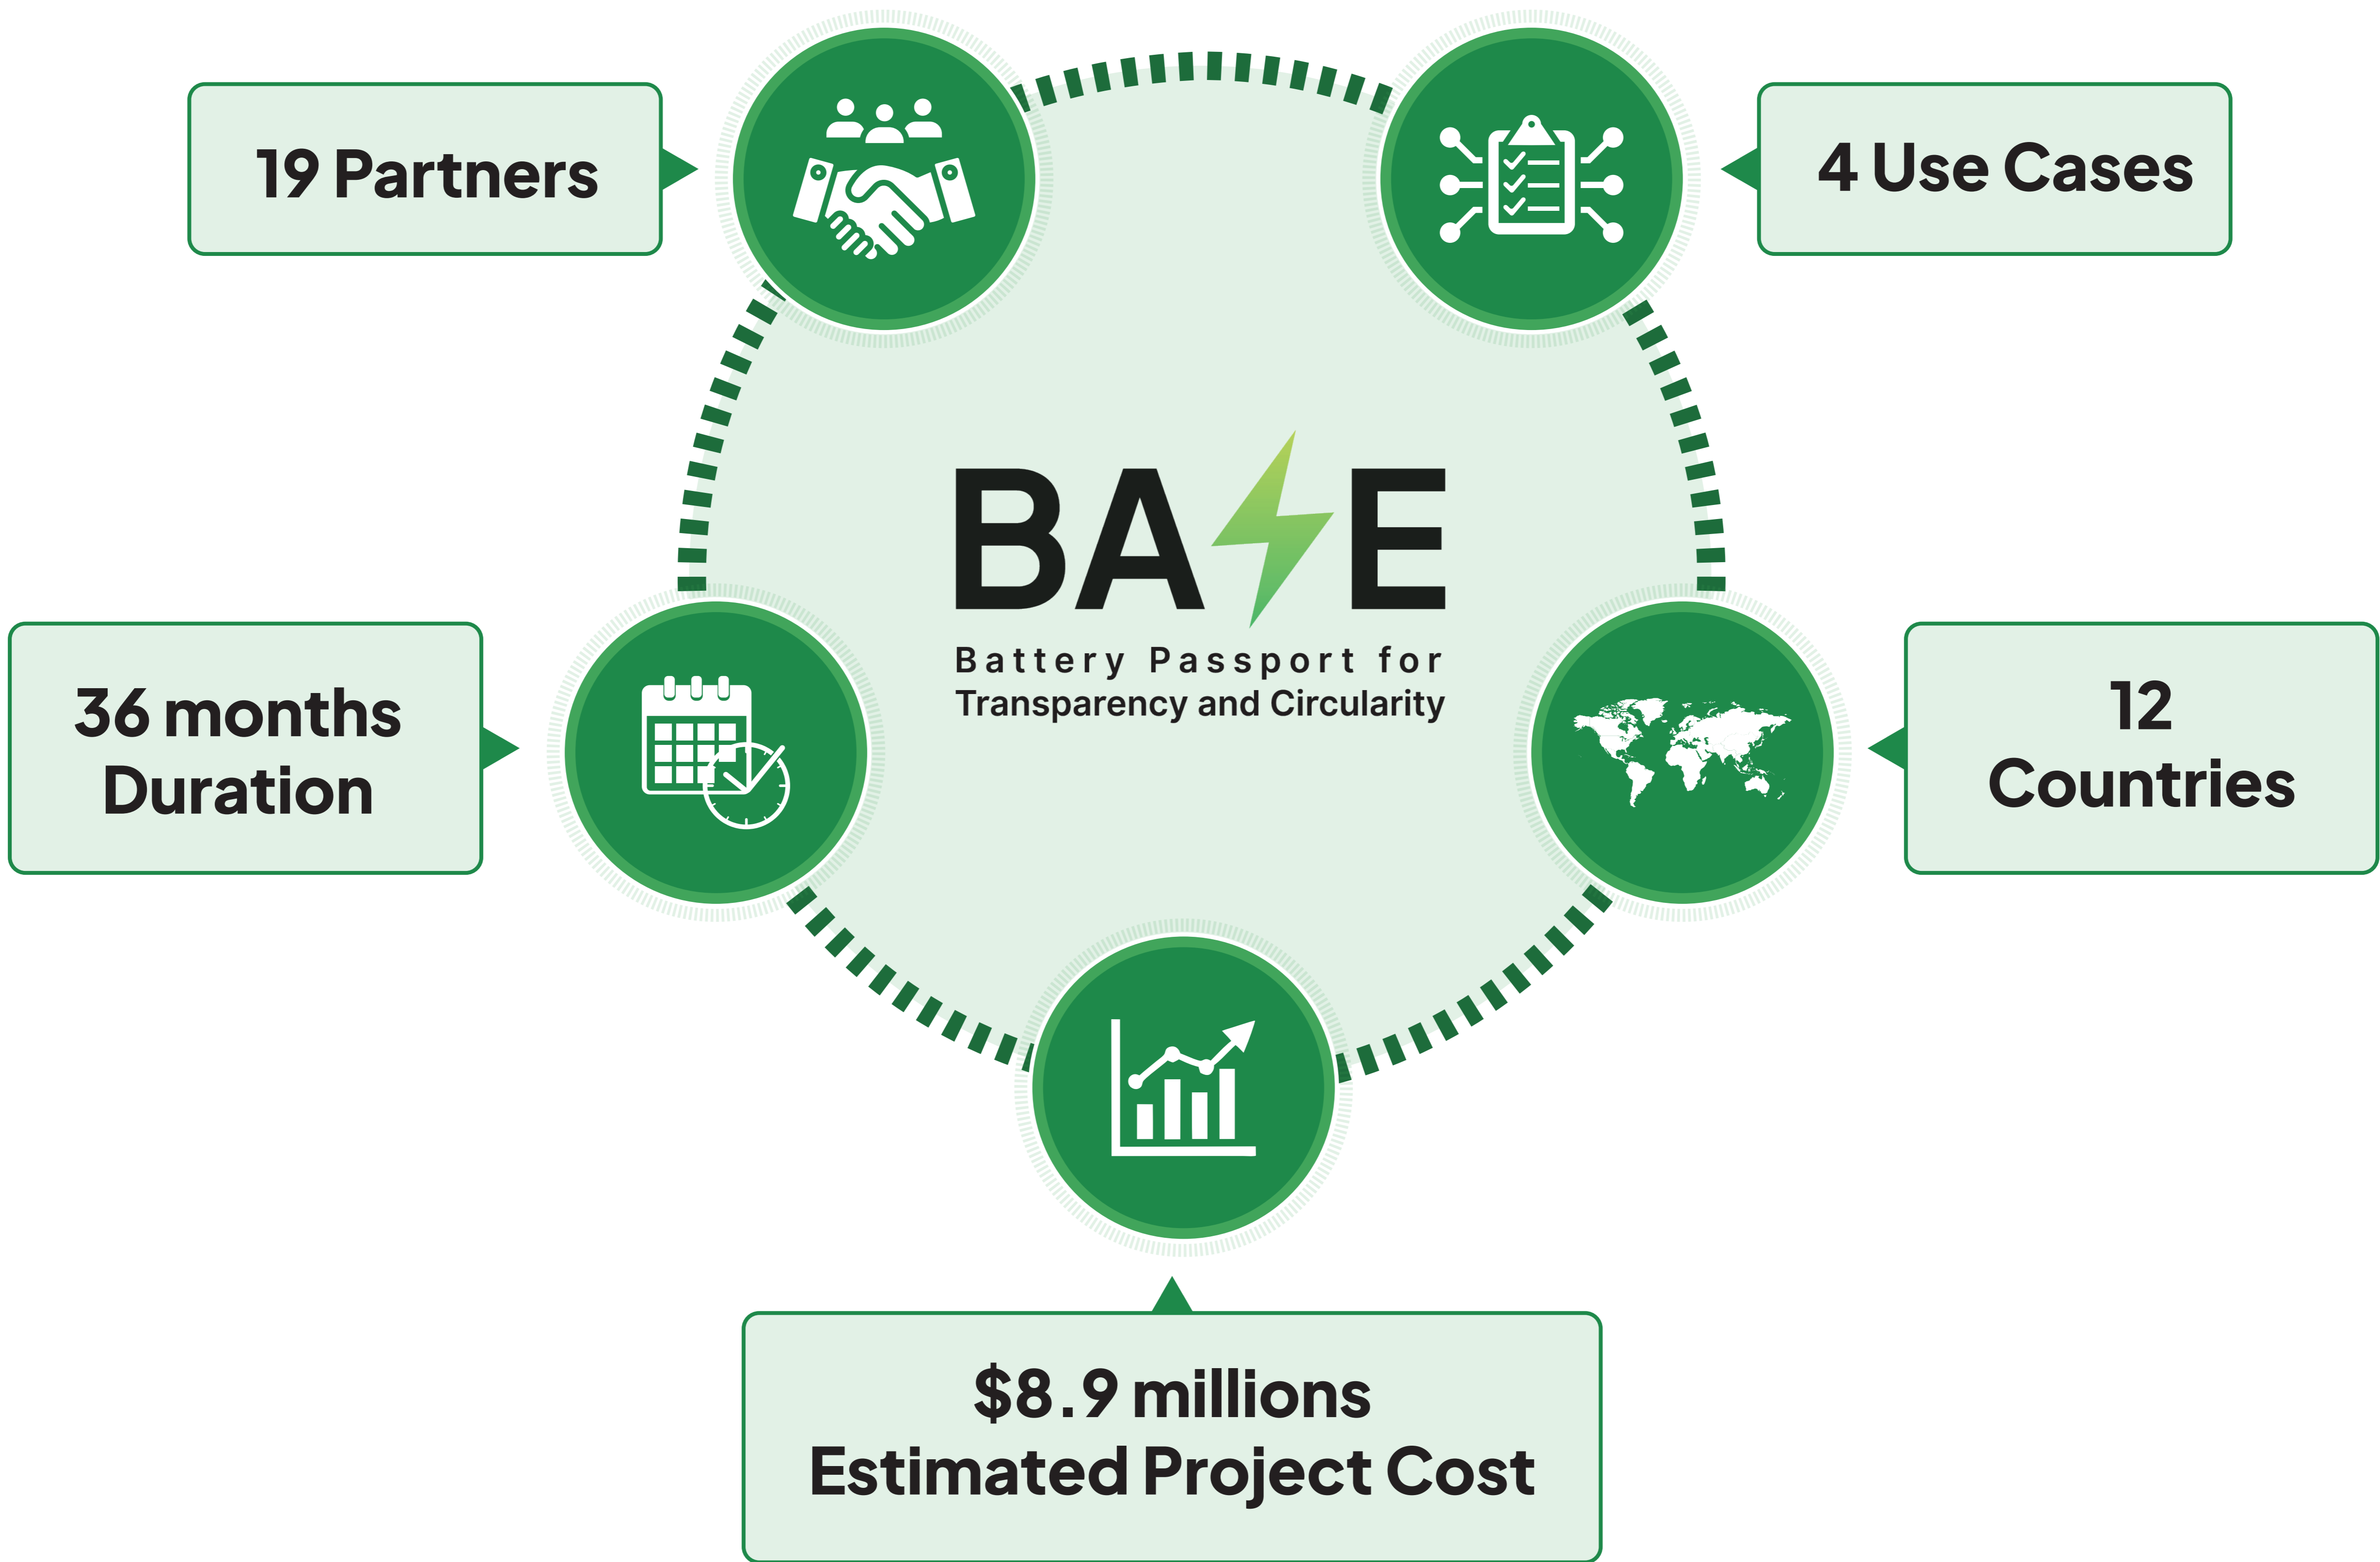 19 Partners
4 Use Cases
BASE
Battery Passport for
Transparency and Circularity
36 months
Duration
12
Countries
$8.9 millions
Estimated Project Cost